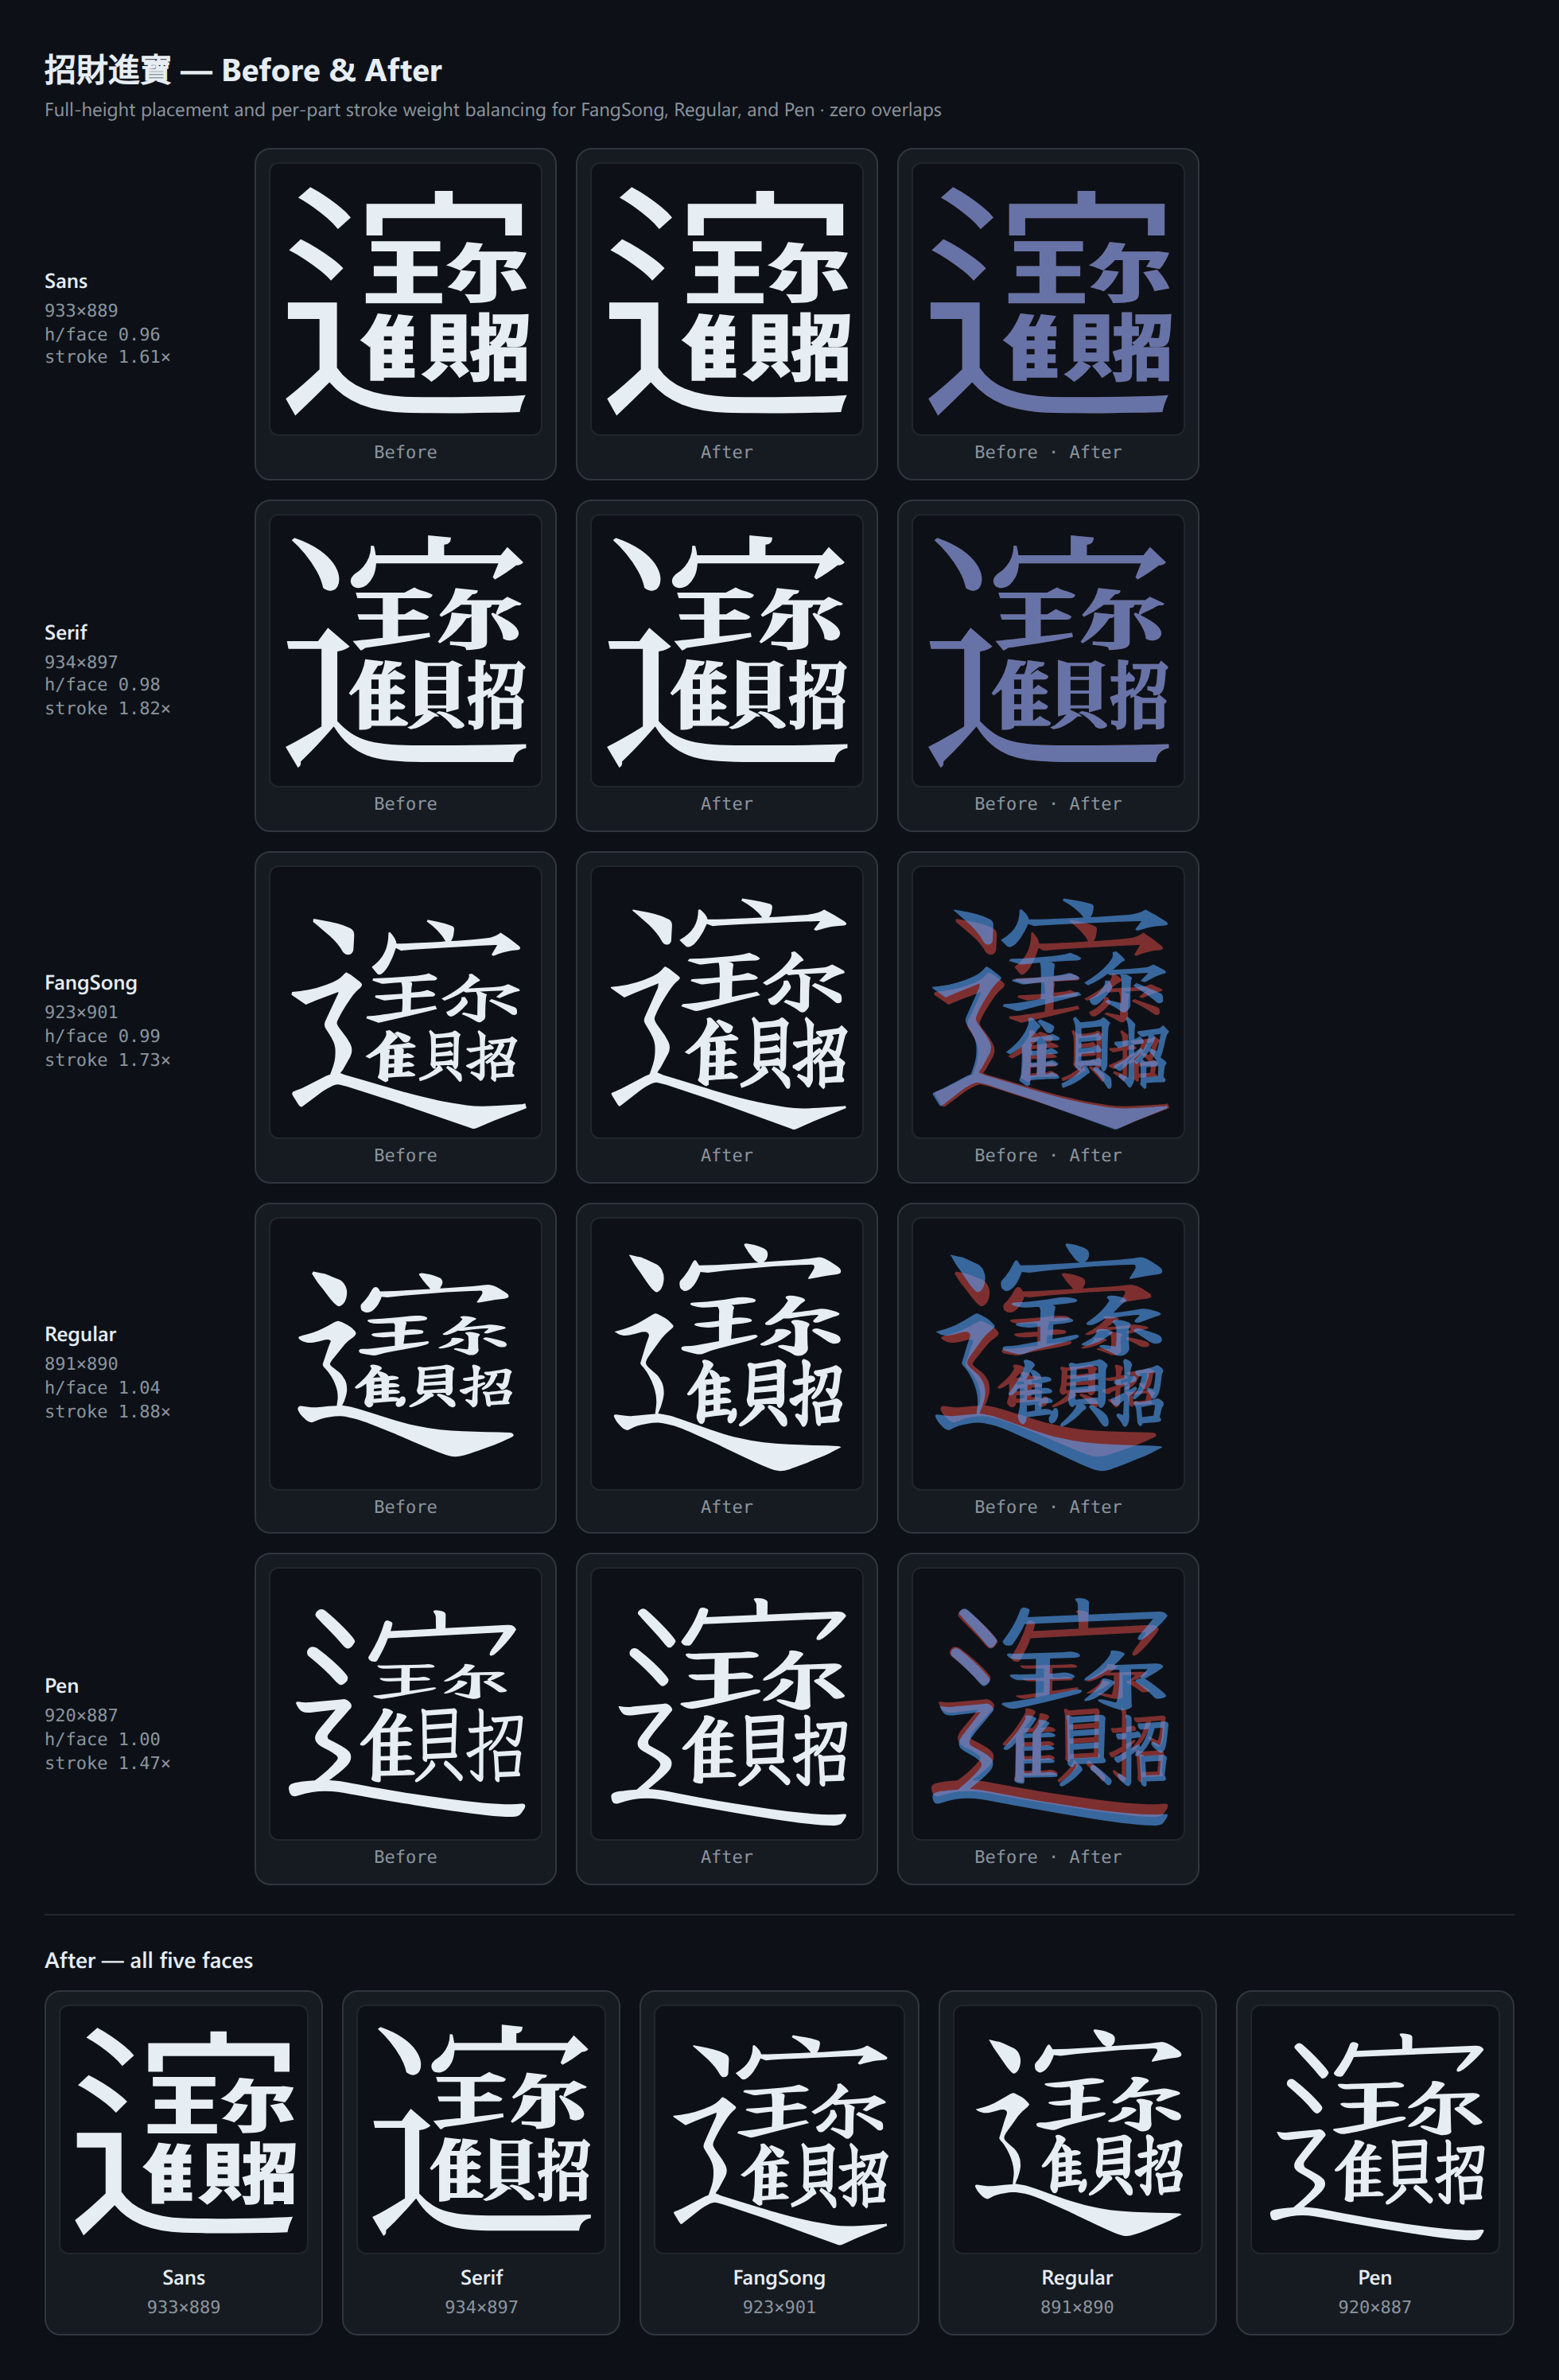 招財進寶 — Before & After
Full-height placement and per-part stroke weight balancing for FangSong, Regular, and Pen · zero overlaps
Sans
933×889
h/face 0.96
stroke 1.61×
Before
After
Before · After
Serif
934×897
h/face 0.98
stroke 1.82×
Before
After
Before · After
FangSong
923×901
h/face 0.99
stroke 1.73×
Before
After
Before · After
Regular
891×890
h/face 1.04
stroke 1.88×
Before
After
Before · After
Pen
920×887
h/face 1.00
stroke 1.47×
Before
After
Before · After
After — all five faces
Sans
933×889
Serif
934×897
FangSong
923×901
Regular
891×890
Pen
920×887